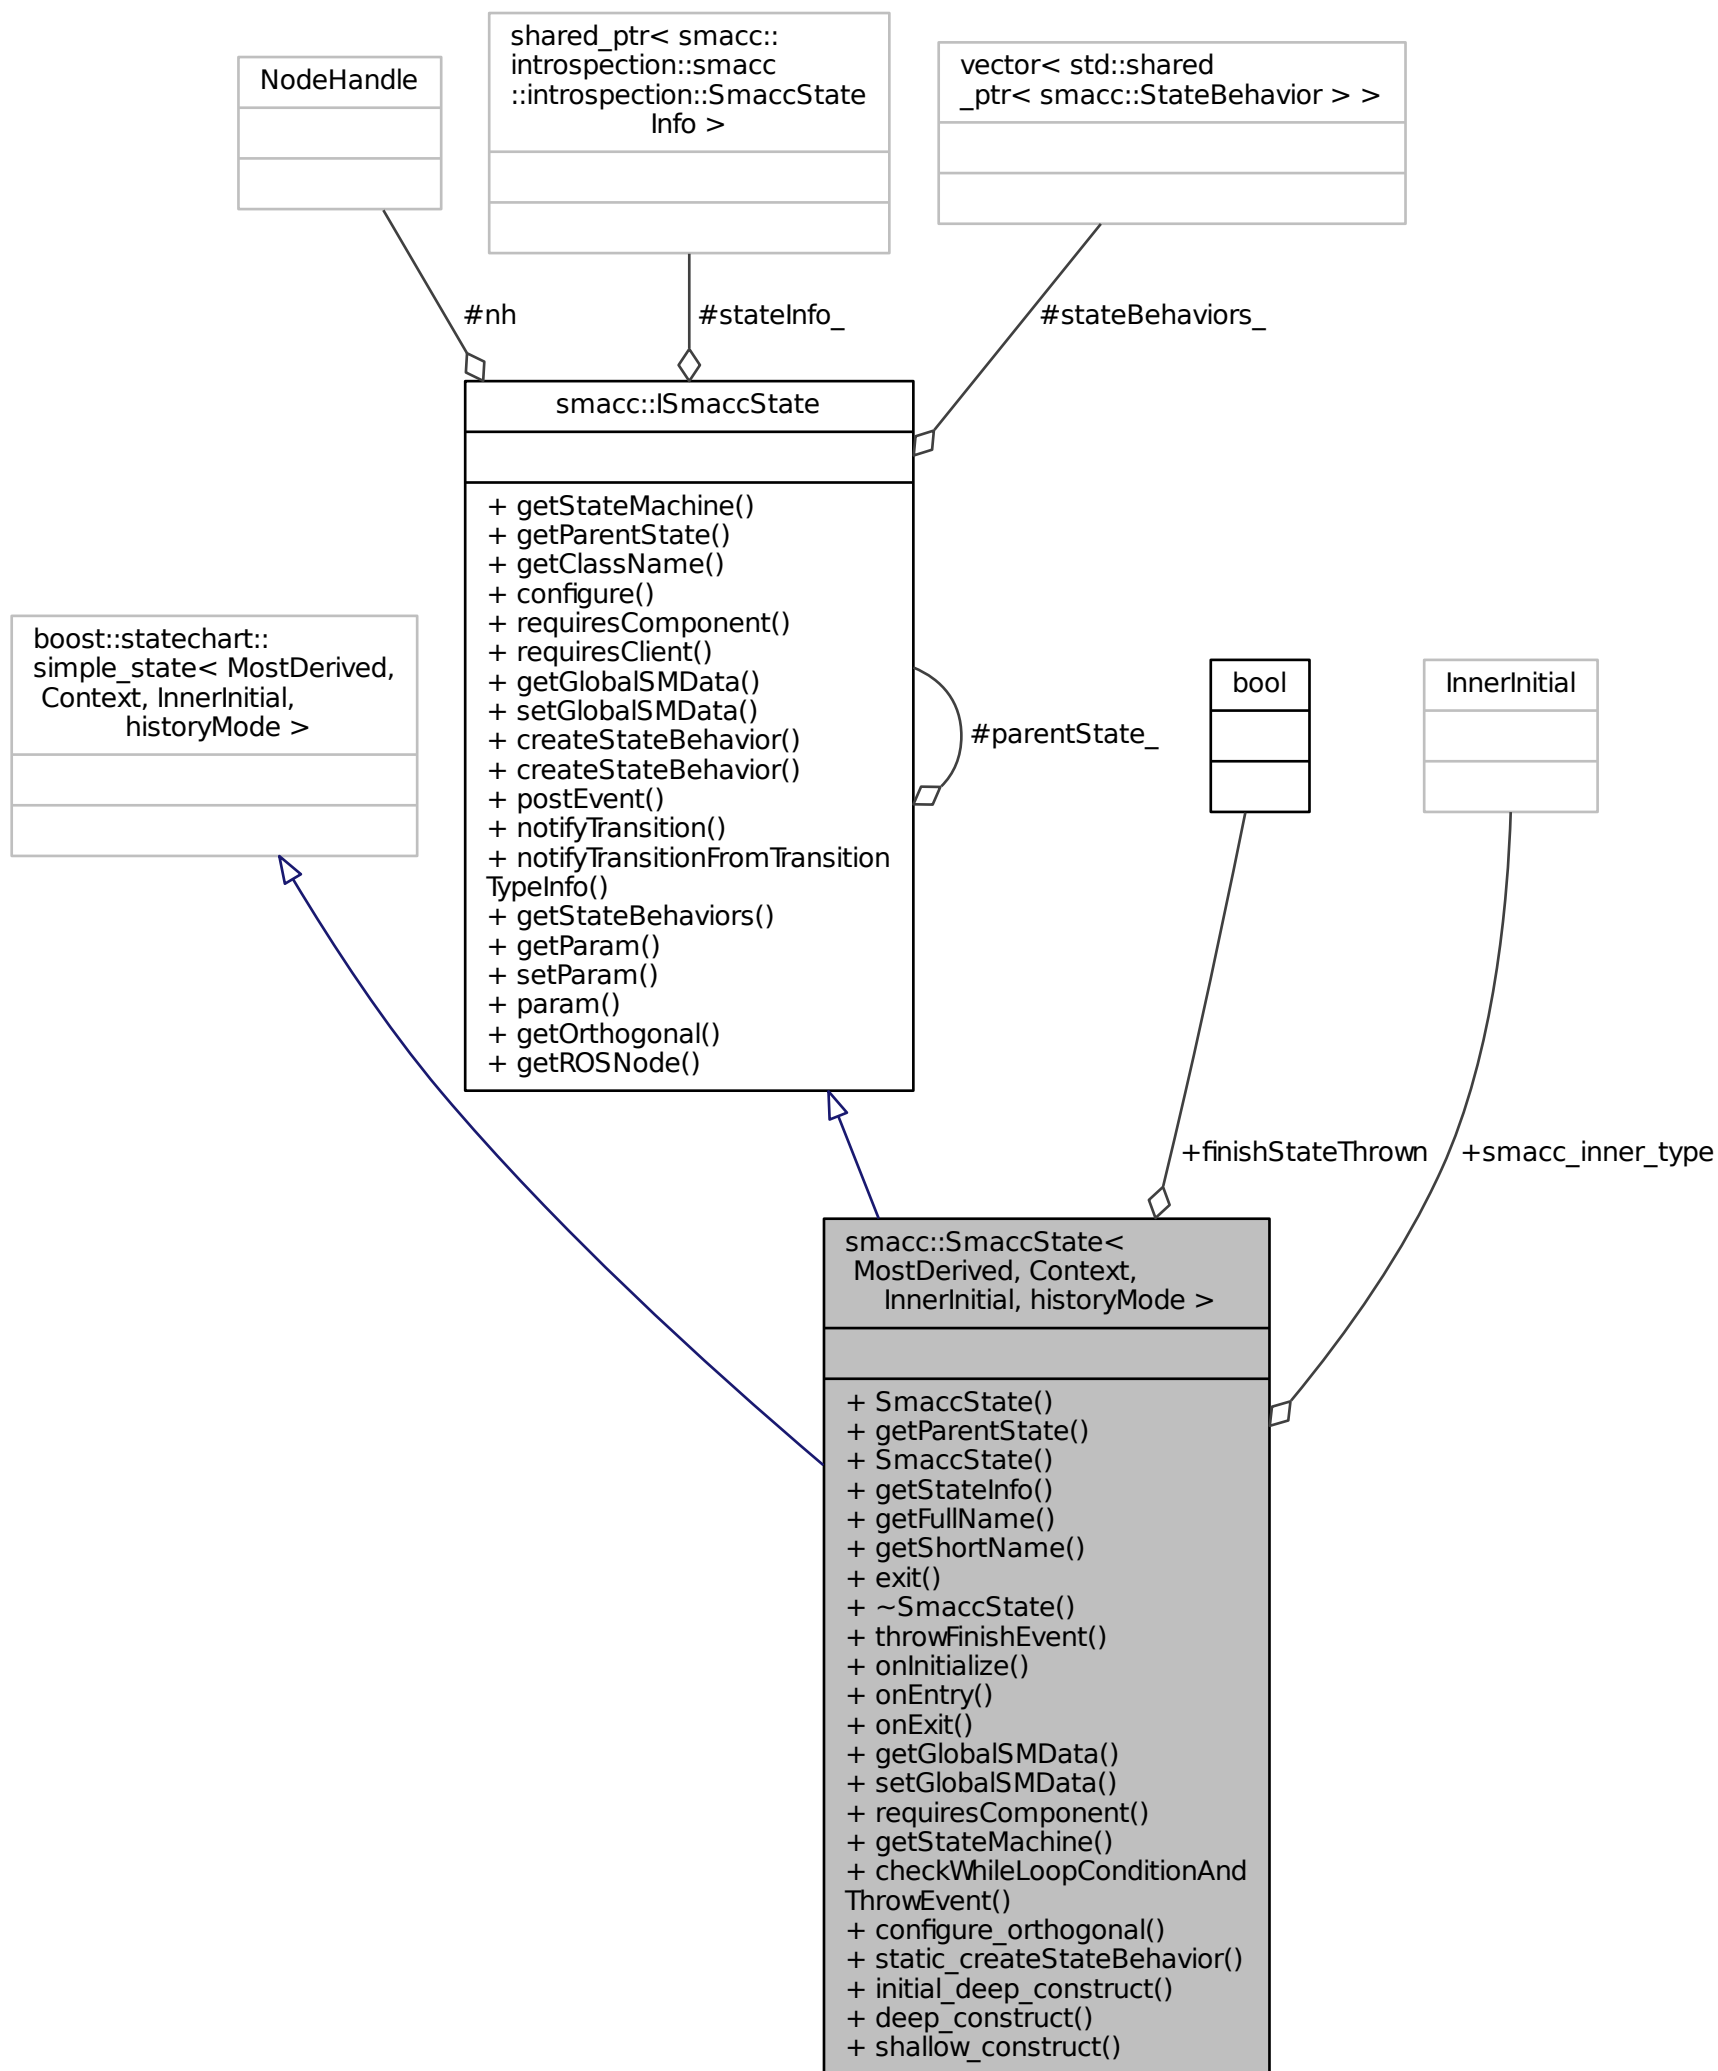 NodeHandle
shared_ptr< smacc::
introspection::smacc
::introspection::SmaccState
Info >
vector< std::shared
_ptr< smacc::StateBehavior > >
#nh
#stateInfo_
#stateBehaviors_
smacc::ISmaccState
+ getStateMachine()
+ getParentState()
+ getClassName()
+ configure()
+ requiresComponent()
+ requiresClient()
+ getGlobalSMData()
+ setGlobalSMData()
+ createStateBehavior()
+ createStateBehavior()
+ postEvent()
+ notifyTransition()
+ notifyTransitionFromTransition
TypeInfo()
+ getStateBehaviors()
+ getParam()
+ setParam()
+ param()
+ getOrthogonal()
+ getROSNode()
#parentState_
boost::statechart::
simple_state< MostDerived,
Context, InnerInitial,
historyMode >
bool
InnerInitial
+finishStateThrown
+smacc_inner_type
smacc::SmaccState<
MostDerived, Context,
InnerInitial, historyMode >
+ SmaccState()
+ getParentState()
+ SmaccState()
+ getStateInfo()
+ getFullName()
+ getShortName()
+ exit()
+ ~SmaccState()
+ throwFinishEvent()
+ onInitialize()
+ onEntry()
+ onExit()
+ getGlobalSMData()
+ setGlobalSMData()
+ requiresComponent()
+ getStateMachine()
+ checkWhileLoopConditionAnd
ThrowEvent()
+ configure_orthogonal()
+ static_createStateBehavior()
+ initial_deep_construct()
+ deep_construct()
+ shallow_construct()